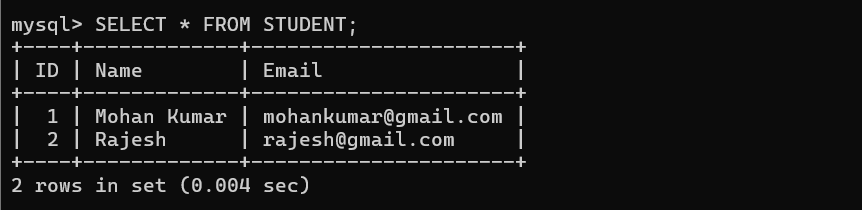 mysql> SELECT * FROM STUDENT;
+----+-------------+----------------------+
| ID | Name        | Email                |
+----+-------------+----------------------+
|  1 | Mohan Kumar | mohankumar@gmail.com |
|  2 | Rajesh      | rajesh@gmail.com     |
+----+-------------+----------------------+
2 rows in set (0.004 sec)